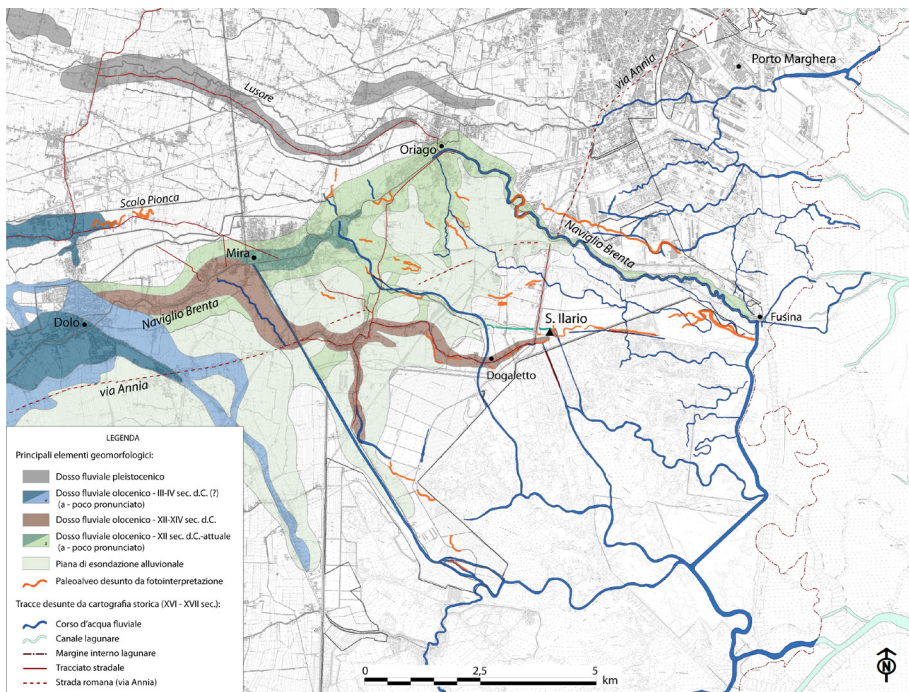 Porto Marghera
via Annia
Lusore
Oriago
Scolo Pionca
Mira
Naviglio Brenta
Naviglio Brenta
Dolo
S. Ilario
Fusina
Dogaletto
via Annia
LEGENDA
Principali elementi geomorfologici:
Dosso fluviale pleistocenico
Dosso fluviale olocenico - III-IV sec. d.C. (?)
(a - poco pronunciato)
a
Dosso fluviale olocenico - XII-XIV sec. d.C.
Dosso fluviale olocenico - XII sec. d.C.-attuale
(a - poco pronunciato)
a
Piana di esondazione alluvionale
Paleoalveo desunto da fotointerpretazione
Tracce desunte da cartografia storica (XVI - XVII sec.):
Corso d'acqua fluviale
Canale lagunare
Margine interno lagunare
Tracciato stradale
Strada romana (via Annia)
0 2,5 5
km
N